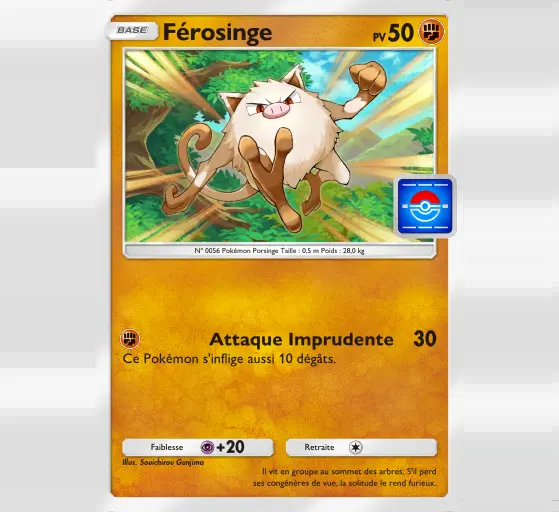 BASE Férosinge PV 50
N° 0056 Pokémon Porsinge Taille : 0,5 m Poids : 28,0 kg
Attaque Imprudente 30
Ce Pokémon s'inflige aussi 10 dégâts.
Faiblesse +20 Retraite
Illus. Souichirou Gunjima
Il vit en groupe au sommet des arbres. S'il perd
ses congénères de vue, la solitude le rend furieux.